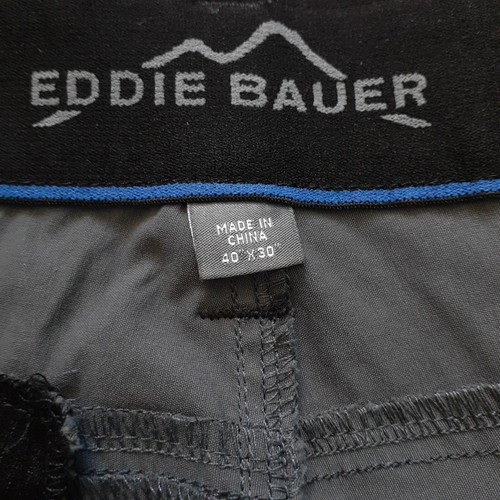 EDDIE BAUER
MADE IN
CHINA
40" X 30"